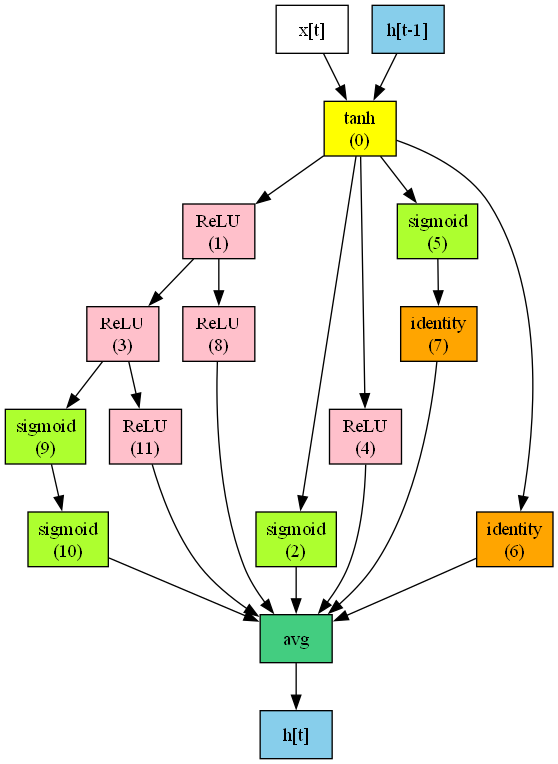 x[t]
h[t-1]
tanh
(0)
ReLU
(1)
sigmoid
(5)
ReLU
(3)
ReLU
(8)
identity
(7)
sigmoid
(9)
ReLU
(11)
ReLU
(4)
sigmoid
(10)
sigmoid
(2)
identity
(6)
avg
h[t]